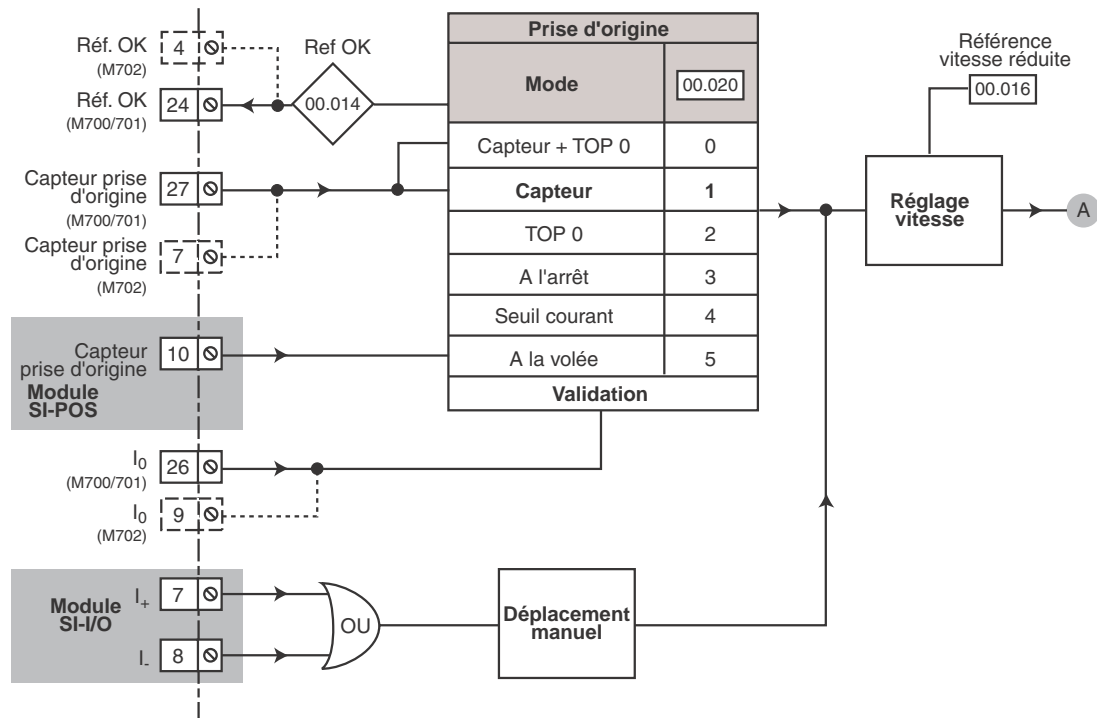 Réf. OK
(M702)
4
Réf. OK
(M700/701)
24
Ref OK
00.014
Prise d'origine
Mode
00.020
Capteur + TOP 0
0
Capteur
1
TOP 0
2
A l'arrêt
3
Seuil courant
4
A la volée
5
Validation
Capteur prise
d'origine
(M700/701)
27
Capteur prise
d'origine
(M702)
7
Capteur
prise d'origine
10
Module
SI-POS
I0
(M700/701)
26
I0
(M702)
9
Module
SI-I/O
I+
7
I-
8
OU
Déplacement
manuel
Référence
vitesse réduite
00.016
Réglage
vitesse
A